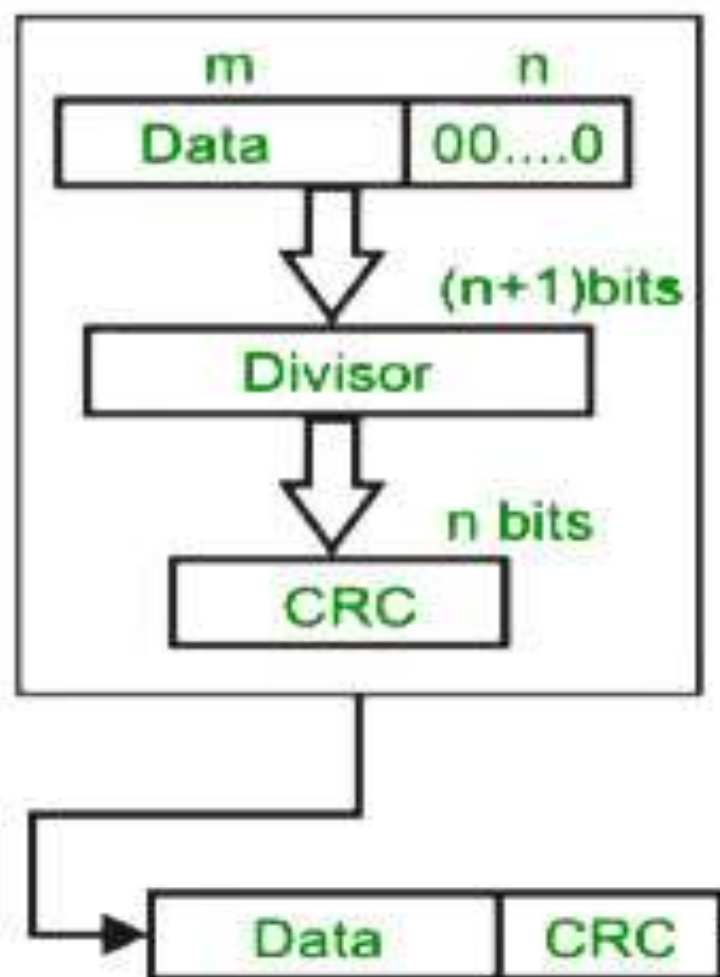 m n
Data 00....0
(n+1)bits
Divisor
n bits
CRC
Data CRC